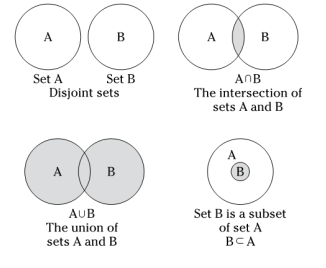 A
B
Set A
Set B
Disjoint sets
A
B
A∩B
The intersection of
sets A and B
A
B
A∪B
The union of
sets A and B
A
B
Set B is a subset
of set A
B⊂A